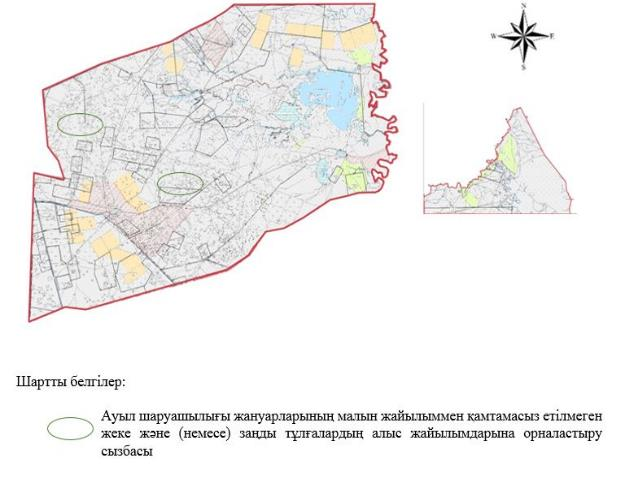 N
W E
S
Шартты белгілер:
Ауыл шаруашылығы жануарларының малын жайылыммен қамтамасыз етілмеген
жеке және (немесе) заңды тұлғалардың алыс жайылымдарына орналастыру
сызбасы